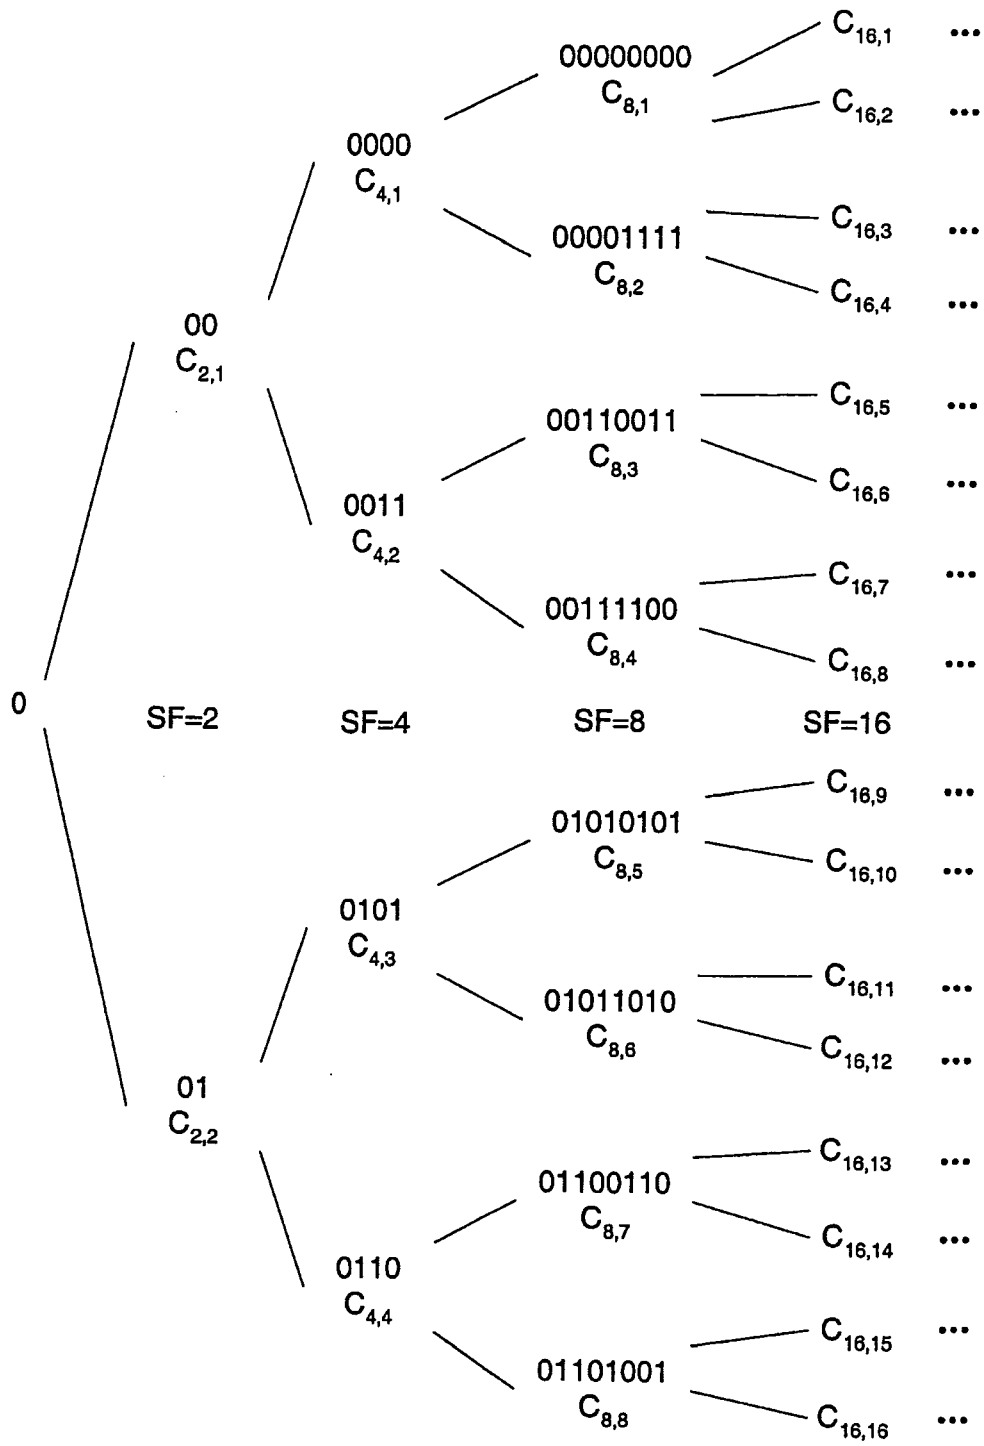 C16,1 ...
00000000
C8,1
C16,2 ...
0000
C4,1
C16,3 ...
00001111
C8,2
C16,4 ...
00
C2,1
C16,5 ...
00110011
C8,3
C16,6 ...
0011
C4,2
C16,7 ...
00111100
C8,4
C16,8 ...
0 SF=2 SF=4 SF=8 SF=16
C16,9 ...
01010101
C8,5
C16,10 ...
0101
C4,3
C16,11 ...
01011010
C8,6
C16,12 ...
01
C2,2
C16,13 ...
01100110
C8,7
C16,14 ...
0110
C4,4
C16,15 ...
01101001
C8,8
C16,16 ...